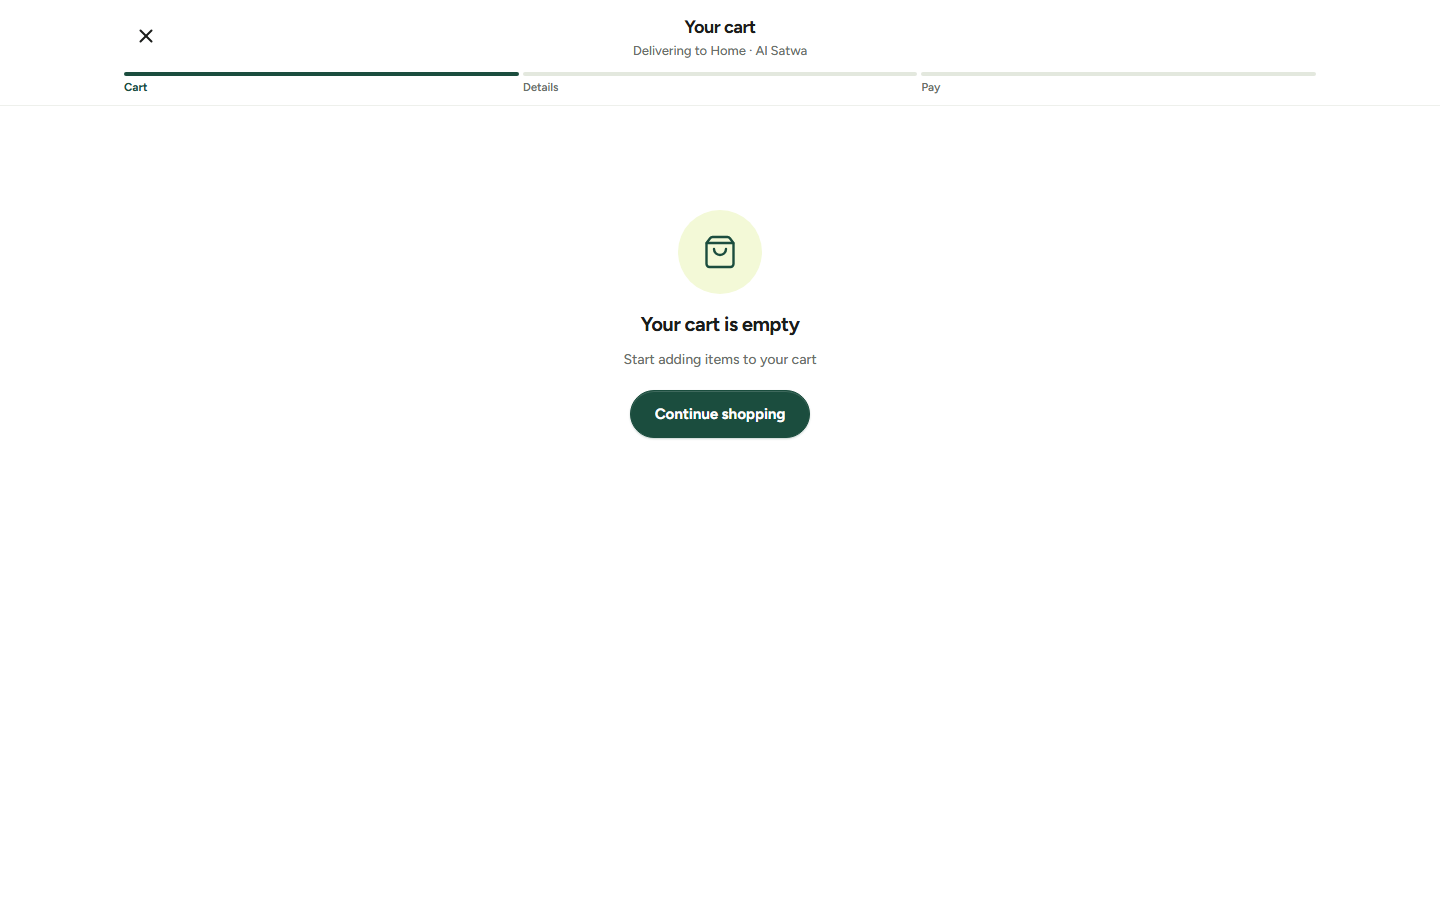 Your cart
Delivering to Home · Al Satwa
Cart
Details
Pay
Your cart is empty
Start adding items to your cart
Continue shopping